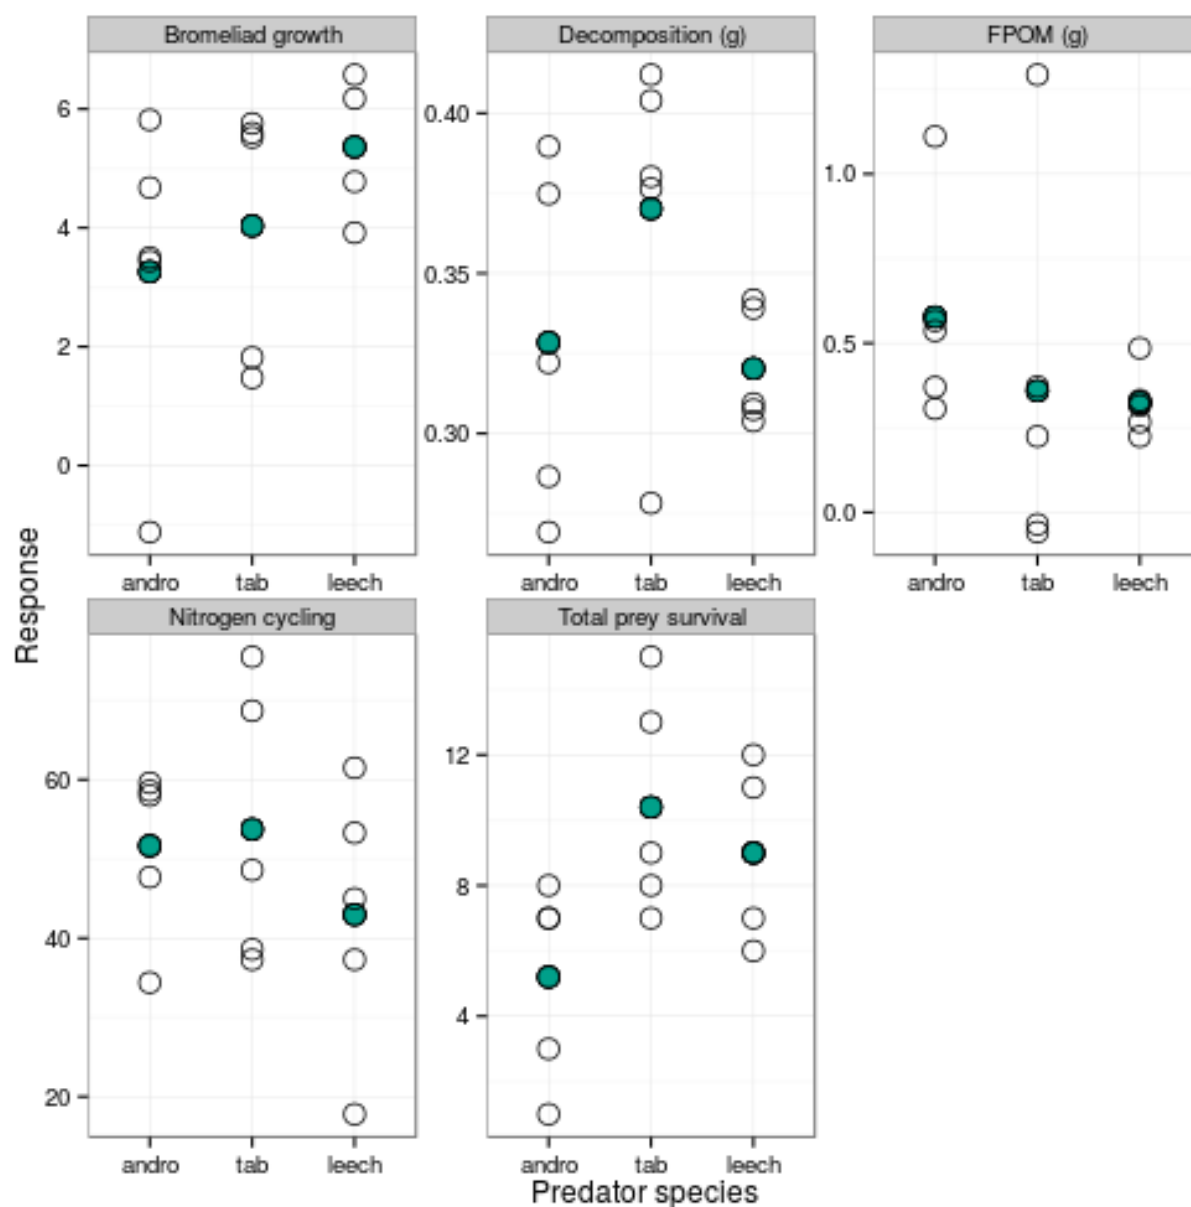 Bromeliad growth
Decomposition (g)
FPOM (g)
6
4
2
0
0.40
0.35
0.30
1.0
0.5
0.0
andro tab leech
andro tab leech
andro tab leech
Response
Nitrogen cycling
Total prey survival
60
40
20
12
8
4
andro tab leech
andro tab leech
Predator species